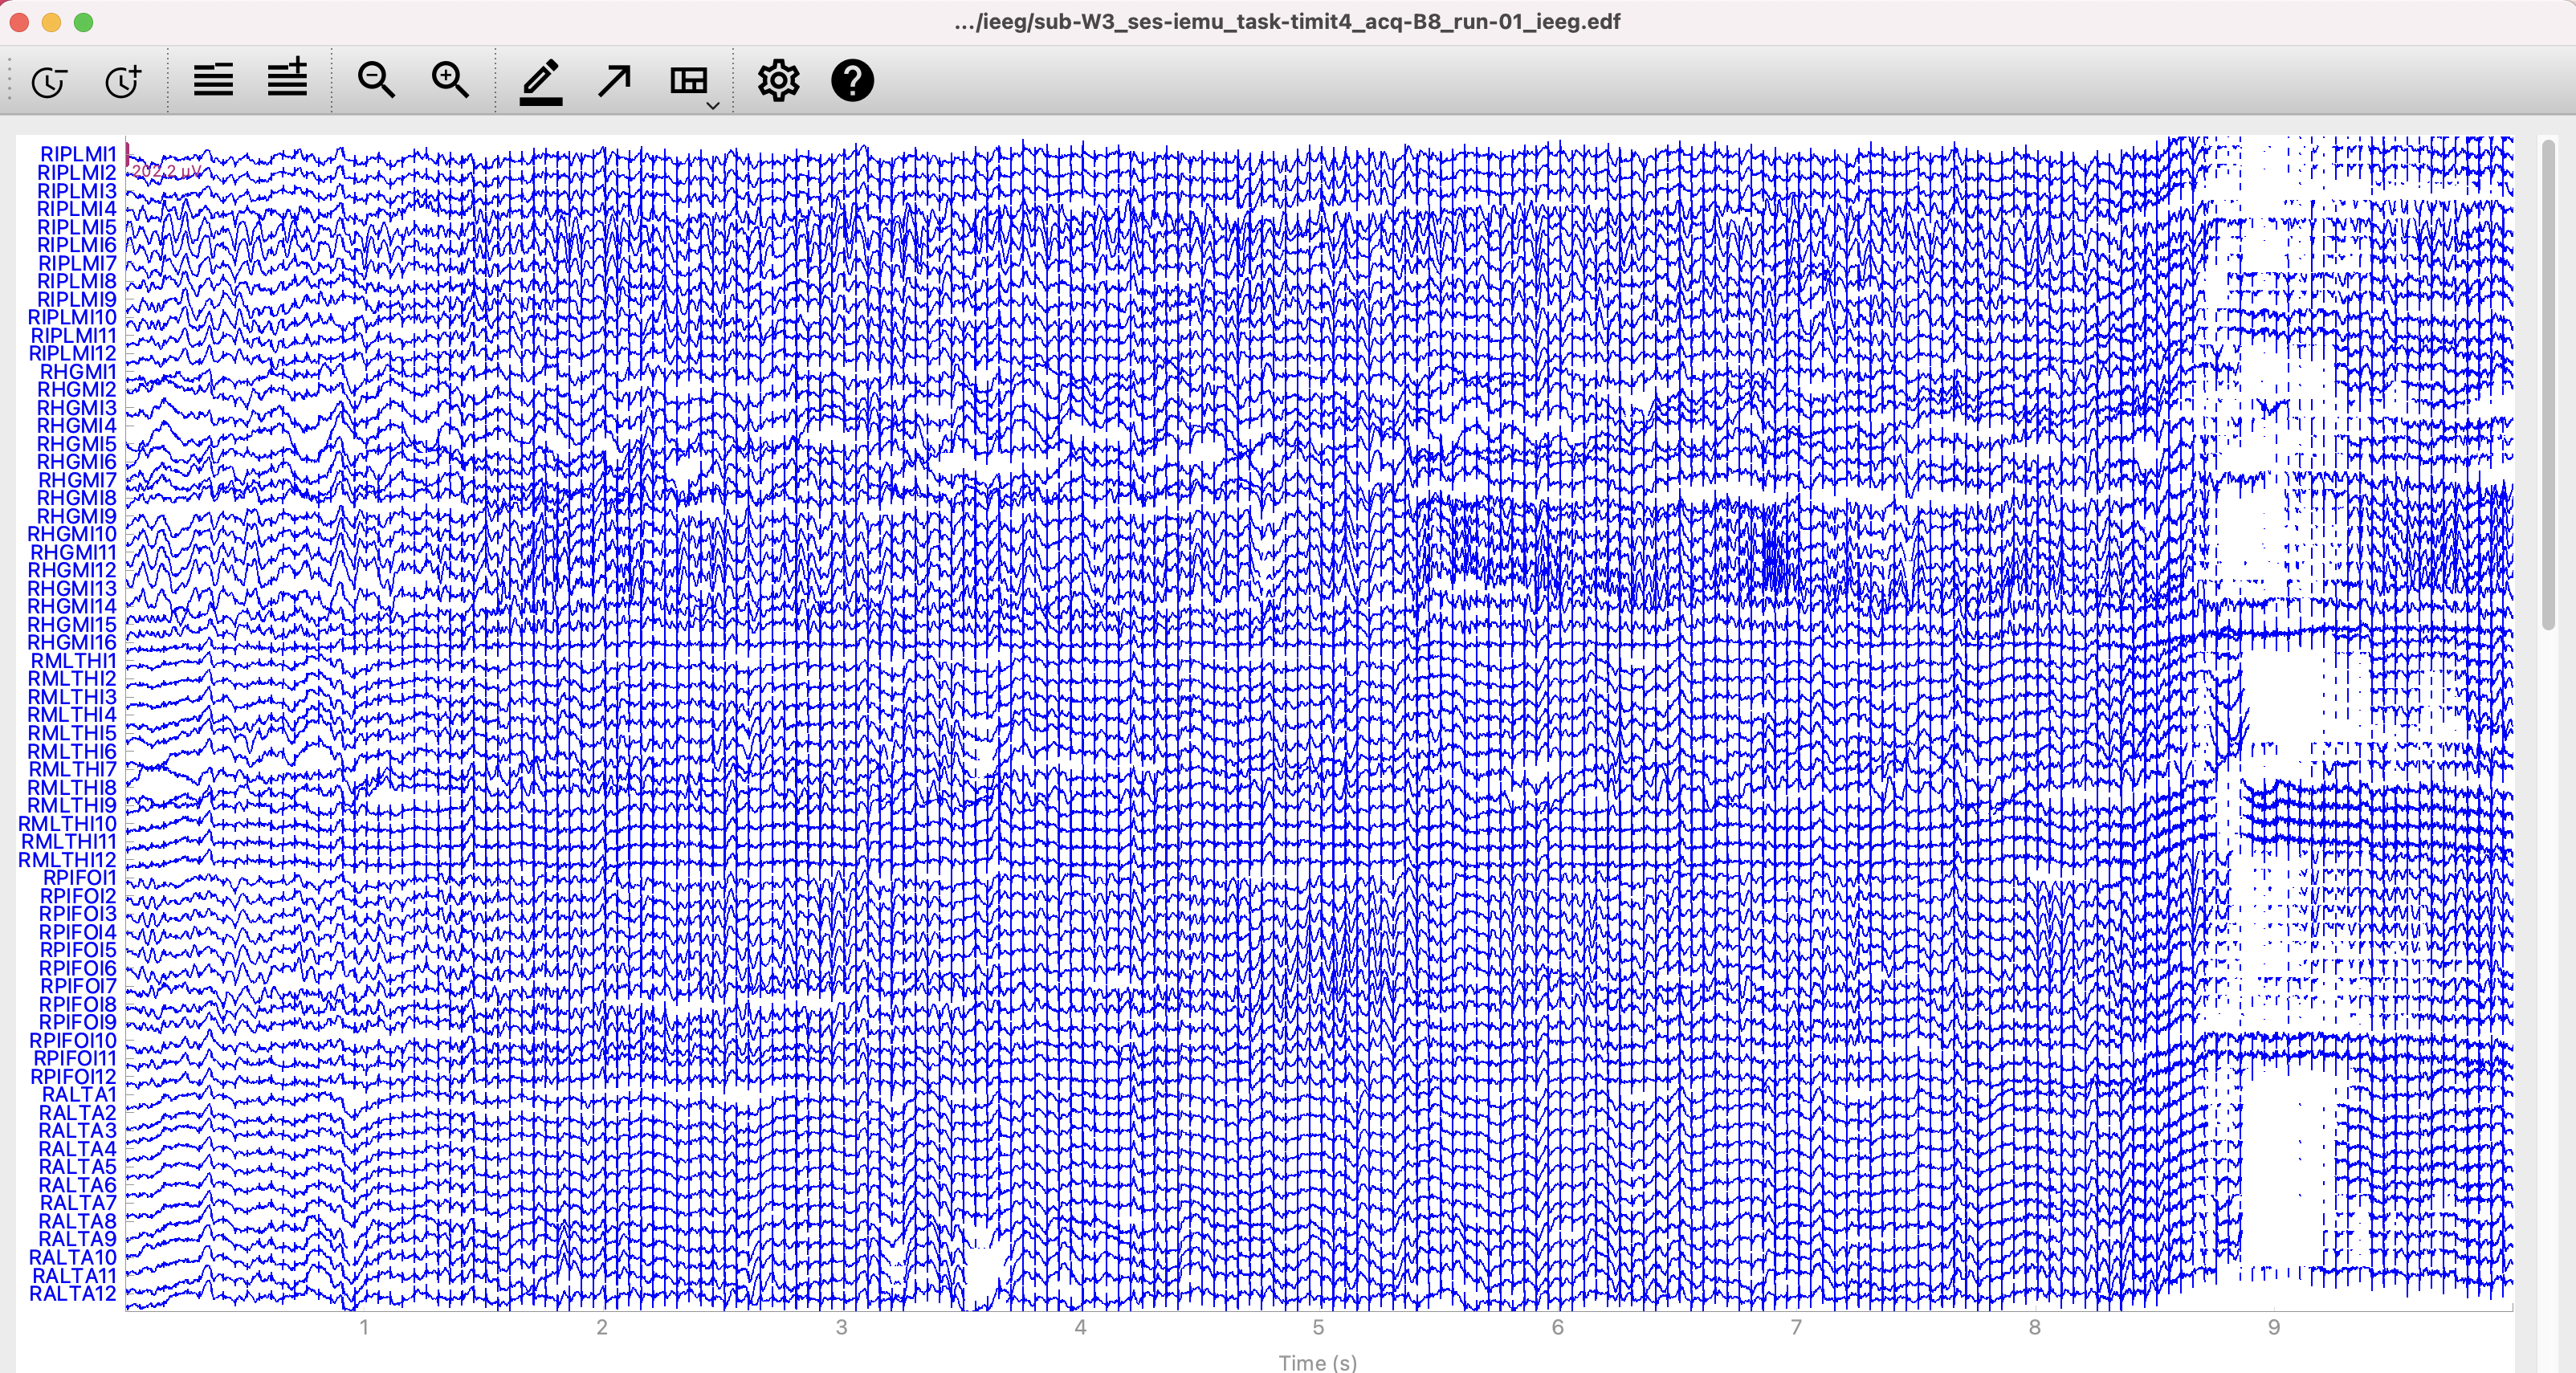 .../ieeg/sub-W3_ses-iemu_task-timit4_acq-B8_run-01_ieeg.edf
RIPLMI1
202.2 µV
RIPLMI2
RIPLMI3
RIPLMI4
RIPLMI5
RIPLMI6
RIPLMI7
RIPLMI8
RIPLMI9
RIPLMI10
RIPLMI11
RIPLMI12
RHGMI1
RHGMI2
RHGMI3
RHGMI4
RHGMI5
RHGMI6
RHGMI7
RHGMI8
RHGMI9
RHGMI10
RHGMI11
RHGMI12
RHGMI13
RHGMI14
RHGMI15
RHGMI16
RMLTHI1
RMLTHI2
RMLTHI3
RMLTHI4
RMLTHI5
RMLTHI6
RMLTHI7
RMLTHI8
RMLTHI9
RMLTHI10
RMLTHI11
RMLTHI12
RPIFOI1
RPIFOI2
RPIFOI3
RPIFOI4
RPIFOI5
RPIFOI6
RPIFOI7
RPIFOI8
RPIFOI9
RPIFOI10
RPIFOI11
RPIFOI12
RALTA1
RALTA2
RALTA3
RALTA4
RALTA5
RALTA6
RALTA7
RALTA8
RALTA9
RALTA10
RALTA11
RALTA12
1 2 3 4 5 6 7 8 9
Time (s)